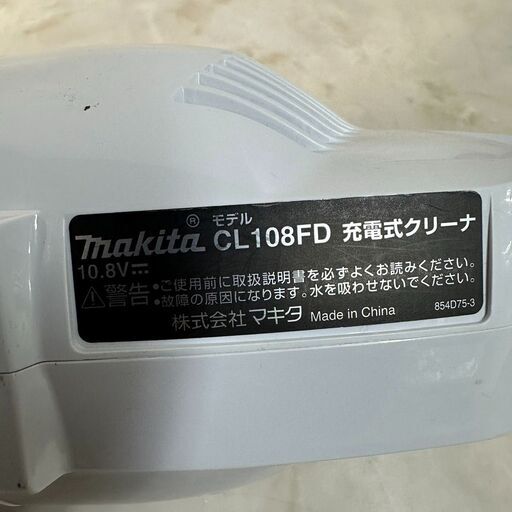 モデル
makita® CL108FD 充電式クリーナ
10.8V⎓
⚠警告 •ご使用前に取扱説明書を必ずよくお読みください。
•故障の原因になります。水を吸わせないでください。
株式会社マキタ Made in China 854D75-3